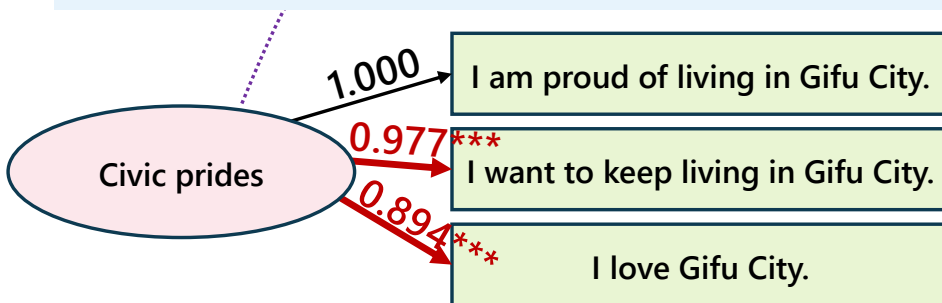 1.000
I am proud of living in Gifu City.
0.977***
Civic prides
I want to keep living in Gifu City.
0.894***
I love Gifu City.